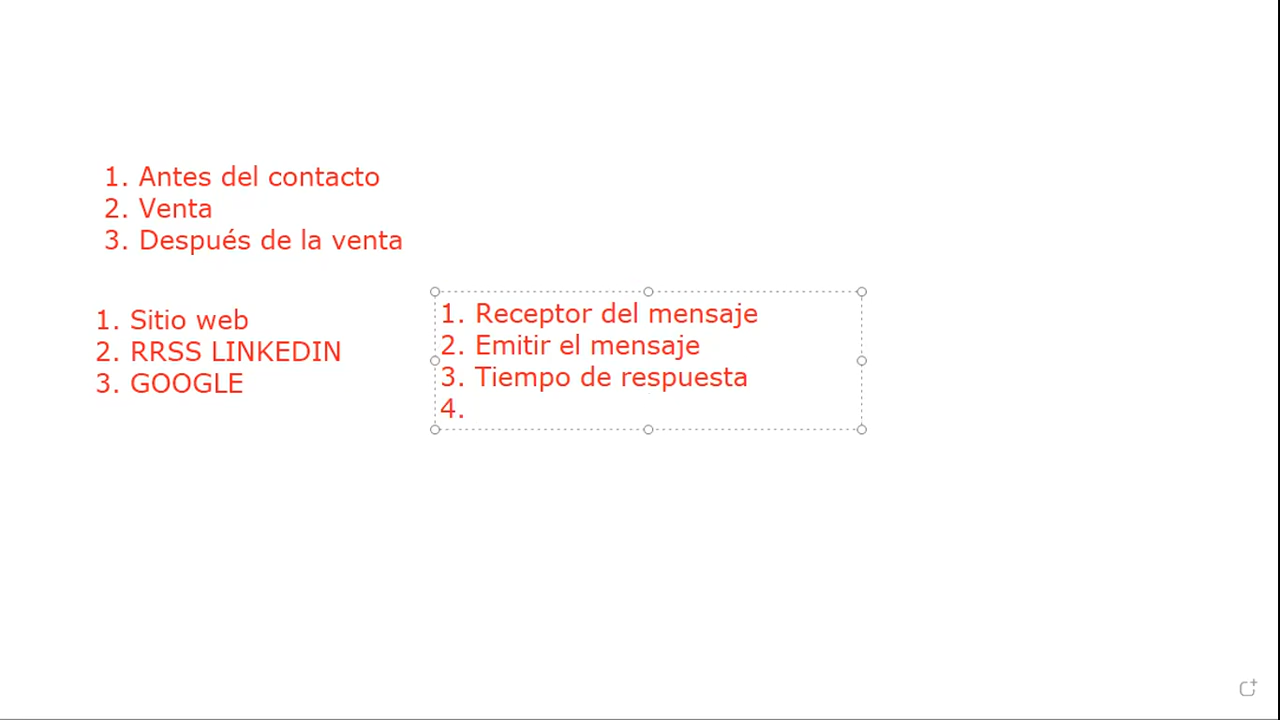 1. Antes del contacto
2. Venta
3. Después de la venta
1. Sitio web
2. RRSS LINKEDIN
3. GOOGLE
1. Receptor del mensaje
2. Emitir el mensaje
3. Tiempo de respuesta
4.